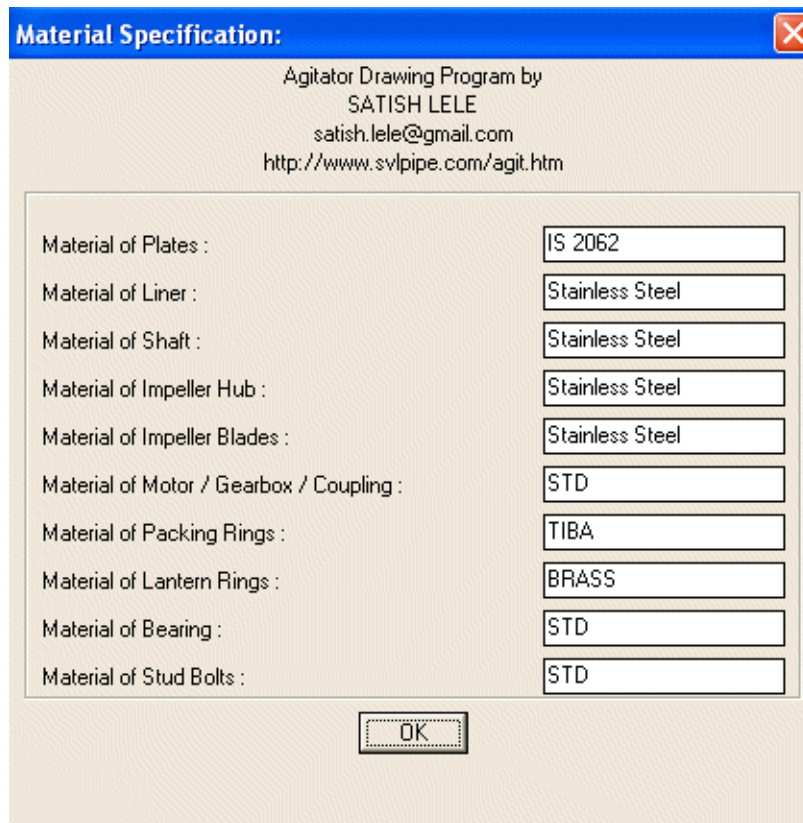 Material Specification:
Agitator Drawing Program by
SATISH LELE
satish.lele@gmail.com
http://www.svlpipe.com/agit.htm
Material of Plates : IS 2062
Material of Liner : Stainless Steel
Material of Shaft : Stainless Steel
Material of Impeller Hub : Stainless Steel
Material of Impeller Blades : Stainless Steel
Material of Motor / Gearbox / Coupling : STD
Material of Packing Rings : TIBA
Material of Lantern Rings : BRASS
Material of Bearing : STD
Material of Stud Bolts : STD
OK